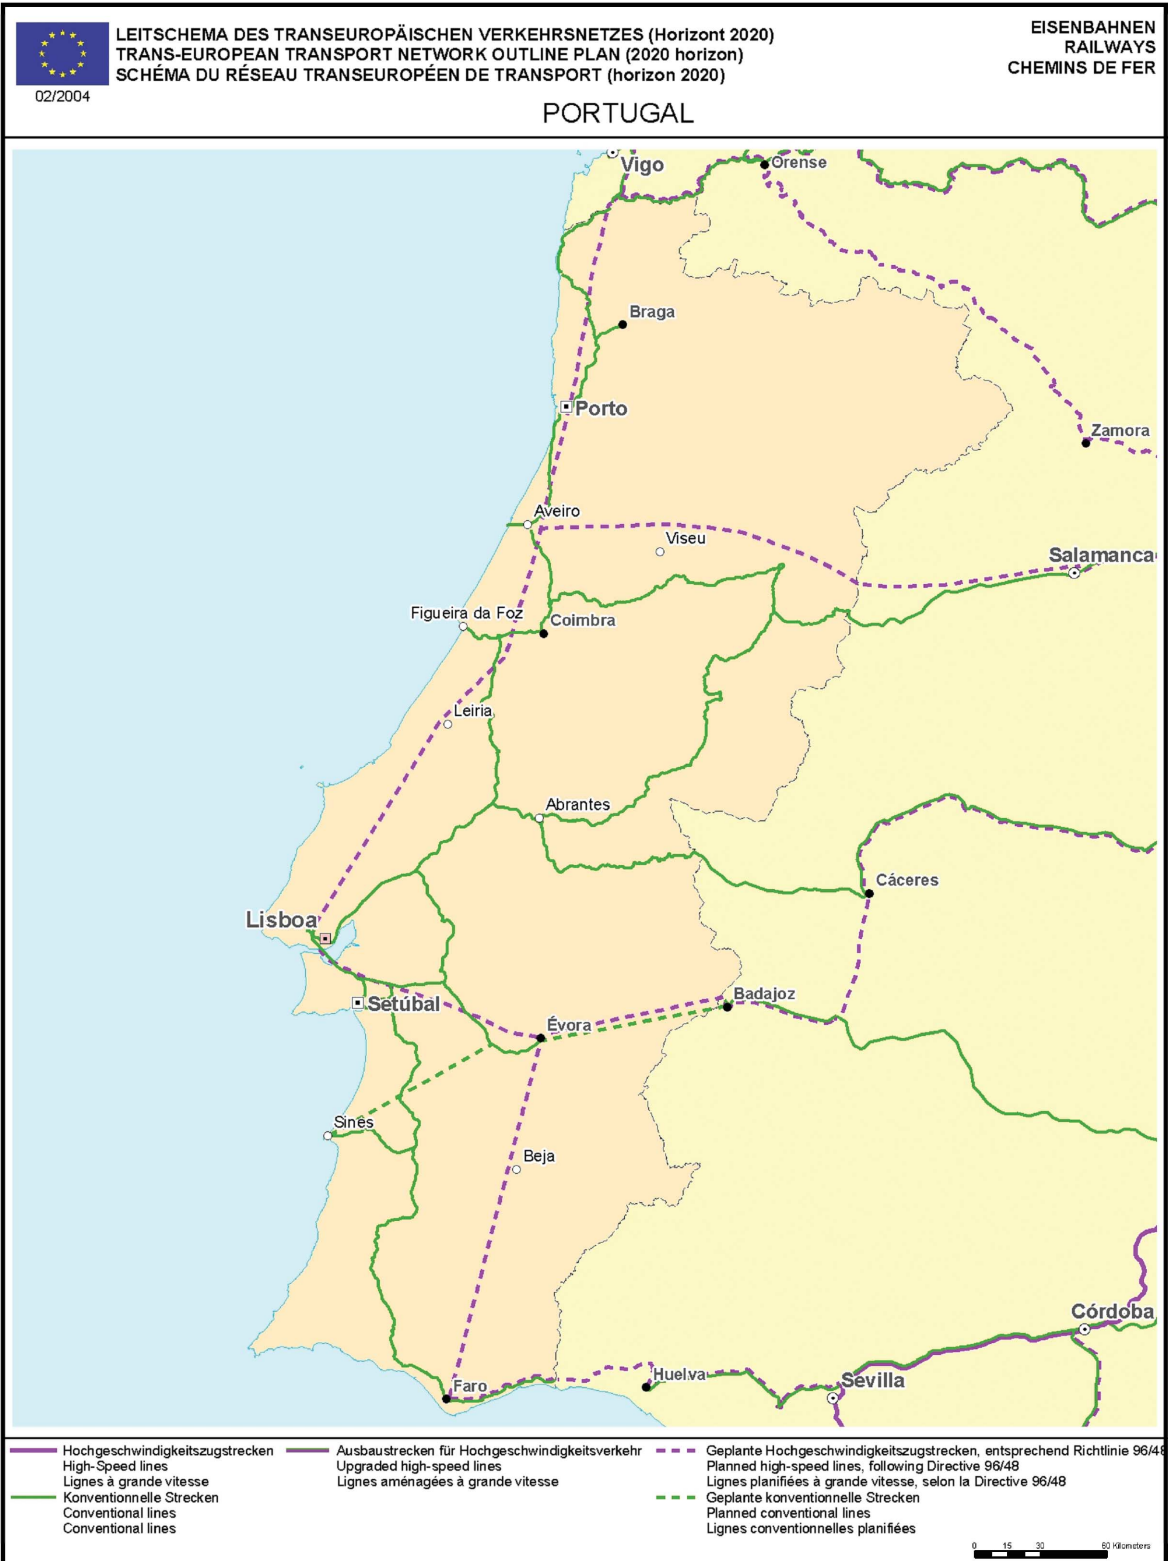 LEITSCHEMA DES TRANSEUROPÄISCHEN VERKEHRSNETZES (Horizont 2020)
TRANS-EUROPEAN TRANSPORT NETWORK OUTLINE PLAN (2020 horizon)
SCHÉMA DU RÉSEAU TRANSEUROPÉEN DE TRANSPORT (horizon 2020)
EISENBAHNEN
RAILWAYS
CHEMINS DE FER
02/2004
PORTUGAL
Vigo
Orense
Braga
Porto
Zamora
Aveiro
Viseu
Salamanca
Figueira da Foz
Coimbra
Leiria
Abrantes
Cáceres
Lisboa
Badajoz
Setúbal
Évora
Sines
Beja
Córdoba
Huelva
Sevilla
Faro
Hochgeschwindigkeitszugstrecken
High-Speed lines
Lignes à grande vitesse
Konventionnelle Strecken
Conventional lines
Conventional lines
Ausbaustrecken für Hochgeschwindigkeitsverkehr
Upgraded high-speed lines
Lignes aménagées à grande vitesse
Geplante Hochgeschwindigkeitszugstrecken, entsprechend Richtlinie 96/48
Planned high-speed lines, following Directive 96/48
Lignes planifiées à grande vitesse, selon la Directive 96/48
Geplante konventionelle Strecken
Planned conventional lines
Lignes conventionnelles planifiées
0 15 30 60 Kilometers